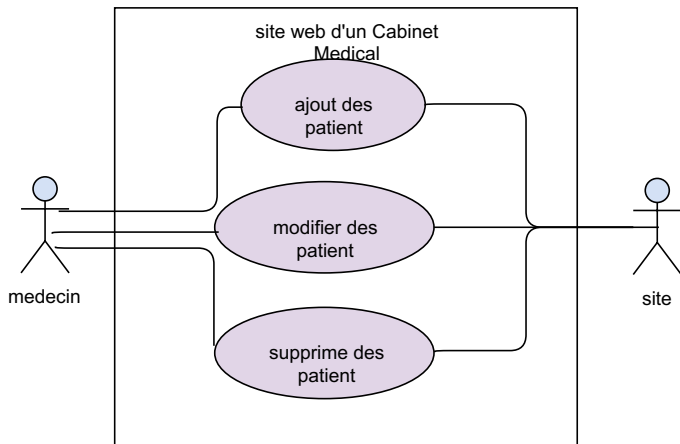 site web d'un Cabinet
Medical
ajout des
patient
modifier des
patient
medecin
site
supprime des
patient